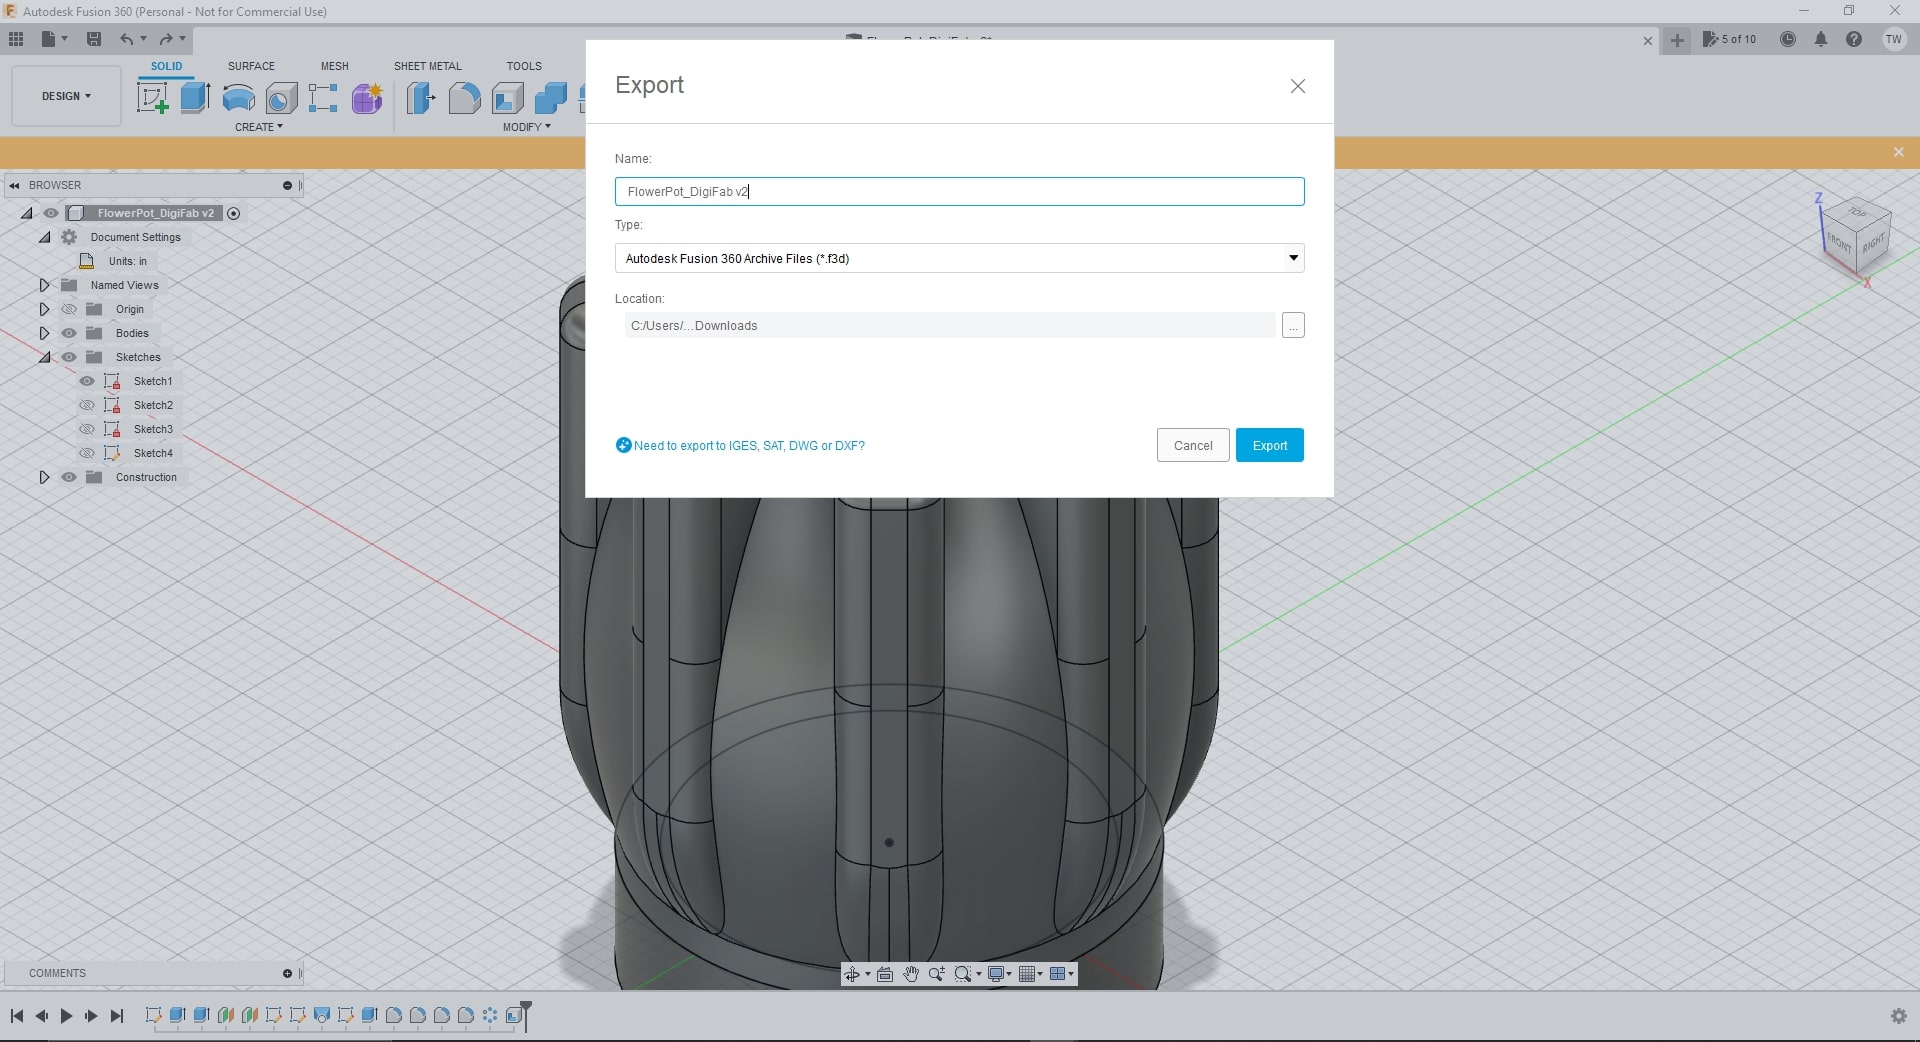 Autodesk Fusion 360 (Personal - Not for Commercial Use)
5 of 10
TW
DESIGN
SOLID
SURFACE
MESH
SHEET METAL
TOOLS
CREATE
MODIFY
Export
Name:
FlowerPot_DigiFab v2
Type:
Autodesk Fusion 360 Archive Files (*.f3d)
Location:
C:/Users/...Downloads
...
Need to export to IGES, SAT, DWG or DXF?
Cancel
Export
BROWSER
FlowerPot_DigiFab v2
Document Settings
Units: in
Named Views
Origin
Bodies
Sketches
Sketch1
Sketch2
Sketch3
Sketch4
Construction
Z
TOP
FRONT
RIGHT
X
COMMENTS